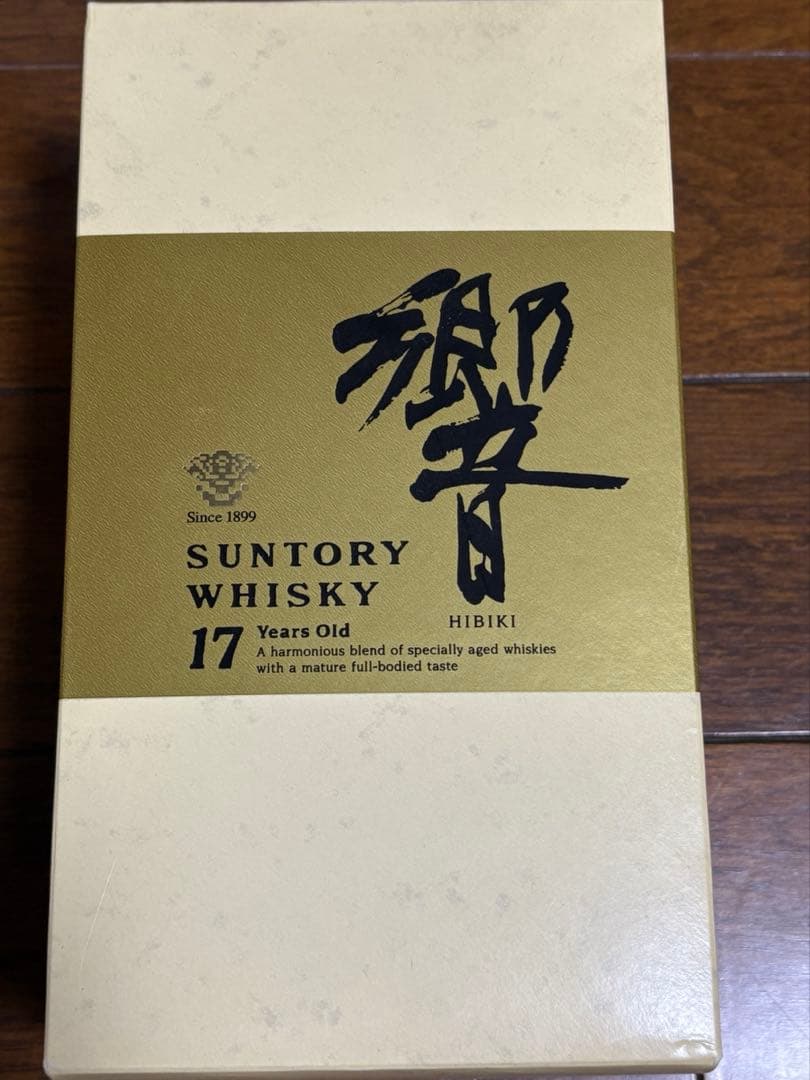 響
Since 1899
SUNTORY
WHISKY
HIBIKI
17 Years Old
A harmonious blend of specially aged whiskies
with a mature full-bodied taste